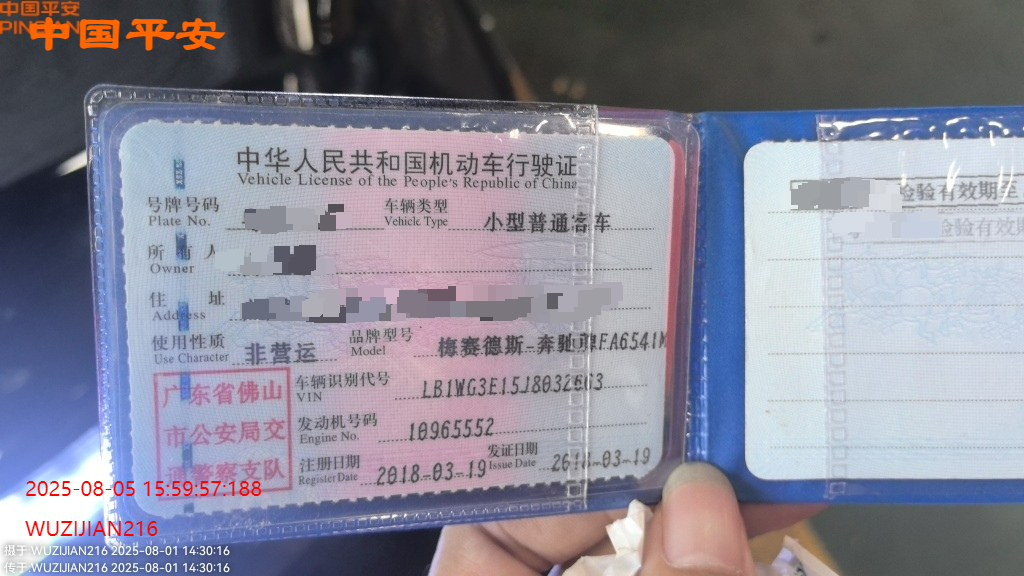 中国平安
中国平安
中华人民共和国机动车行驶证
Vehicle License of the People's Republic of China
号牌号码
Plate No.
车辆类型
Vehicle Type
小型普通客车
所有人
Owner
住 址
Address
使用性质
Use Character
非营运
品牌型号
Model
梅赛德斯-奔驰牌FA6541
广东省佛山
市公安局交
通警察支队
车辆识别代号
VIN
发动机号码
Engine No.
10965552
注册日期
Register Date
2018-03-19
发证日期
Issue Date
2018-03-19
检验有效期至
检验有效期
2025-08-05 15:59:57:188
WUZIJIAN216
摄于 WUZIJIAN216 2025-08-01 14:30:16
传于 WUZIJIAN216 2025-08-01 14:30:16